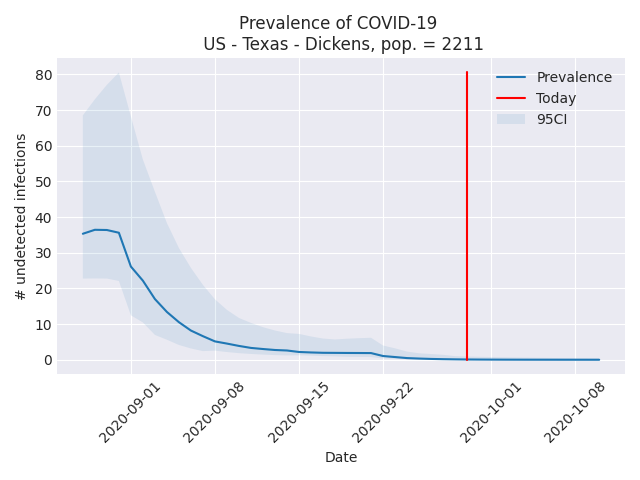 Prevalence of COVID-19
US - Texas - Dickens, pop. = 2211
Prevalence
Today
95CI
# undetected infections
80
70
60
50
40
30
20
10
0
2020-09-01
2020-09-08
2020-09-15
2020-09-22
2020-10-01
2020-10-08
Date